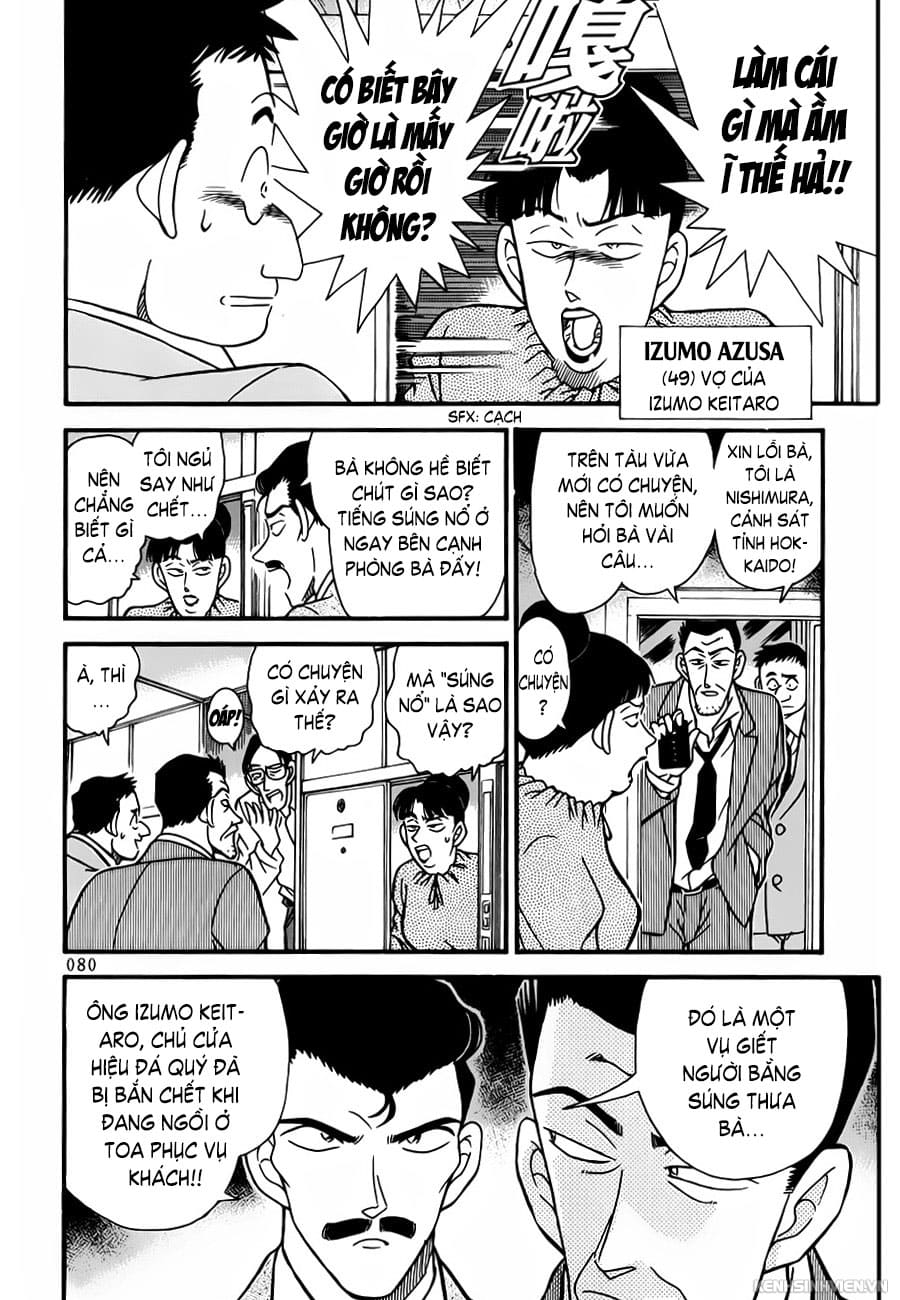 LÀM CÁI
GÌ MÀ ẦM
Ĩ THẾ HẢ!!
嘎
啦
CÓ BIẾT BÂY
GIỜ LÀ MẤY
GIỜ RỒI
KHÔNG?
IZUMO AZUSA
(49) VỢ CỦA
IZUMO KEITARO
SFX: CẠCH
XIN LỖI BÀ,
TÔI LÀ
NISHIMURA,
CẢNH SÁT
TỈNH HOK-
KAIDO!
TRÊN TÀU VỪA
MỚI CÓ CHUYỆN,
NÊN TÔI MUỐN
HỎI BÀ VÀI
CÂU...
CÓ
CHUYỆN
?
BÀ KHÔNG HỀ BIẾT
CHÚT GÌ SAO?
TIẾNG SÚNG NỔ Ở
NGAY BÊN CẠNH
PHÒNG BÀ ĐẤY!
TÔI NGỦ
SAY NHƯ
CHẾT...
NÊN
CHẲNG
BIẾT GÌ
CẢ...
MÀ "SÚNG
NỔ" LÀ SAO
VẬY?
CÓ CHUYỆN
GÌ XẢY RA
THẾ?
OÁP!
À, THÌ
...
080
ĐÓ LÀ MỘT
VỤ GIẾT
NGƯỜI BẰNG
SÚNG THƯA
BÀ...
ÔNG IZUMO KEIT-
ARO, CHỦ CỬA
HIỆU ĐÁ QUÝ ĐÃ
BỊ BẮN CHẾT KHI
ĐANG NGỒI Ở
TOA PHỤC VỤ
KHÁCH!!
KENHSINHVIEN.VN